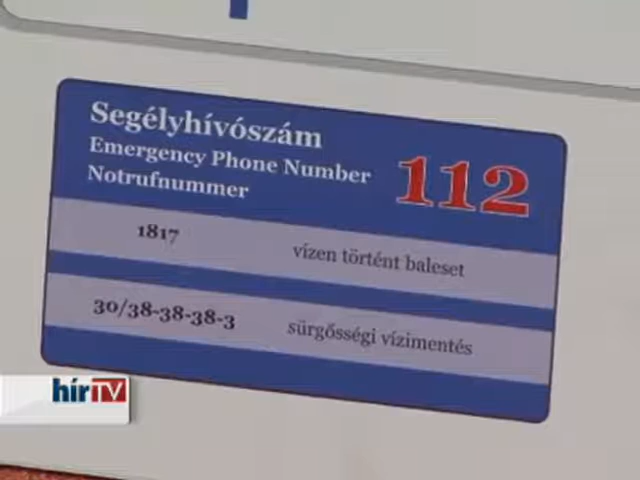 Segélyhívószám
Emergency Phone Number
Notrufnummer
112
1817 vízen történt baleset
30/38-38-38-3 sürgősségi vízimentés
hírTV